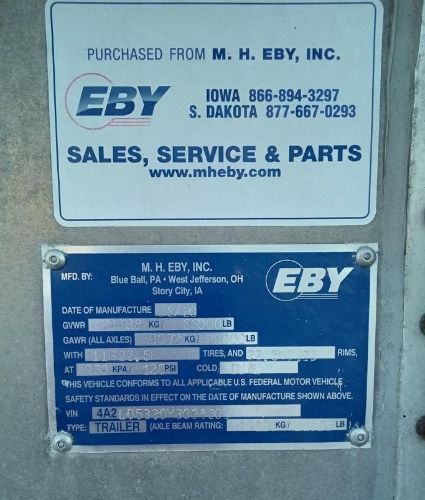 PURCHASED FROM M. H. EBY, INC.
EBY
IOWA 866-894-3297
S. DAKOTA 877-667-0293
SALES, SERVICE & PARTS
www.mheby.com
M. H. EBY, INC.
MFD. BY: Blue Ball, PA • West Jefferson, OH
Story City, IA
EBY
DATE OF MANUFACTURE
GVWR KG/ LB
GAWR (ALL AXLES) KG/ LB
WITH TIRES, AND RIMS,
AT KPA/ 120 PSI COLD, DUAL
THIS VEHICLE CONFORMS TO ALL APPLICABLE U.S. FEDERAL MOTOR VEHICLE
SAFETY STANDARDS IN EFFECT ON THE DATE OF MANUFACTURE SHOWN ABOVE.
VIN
TYPE: TRAILER (AXLE BEAM RATING: KG/ LB)